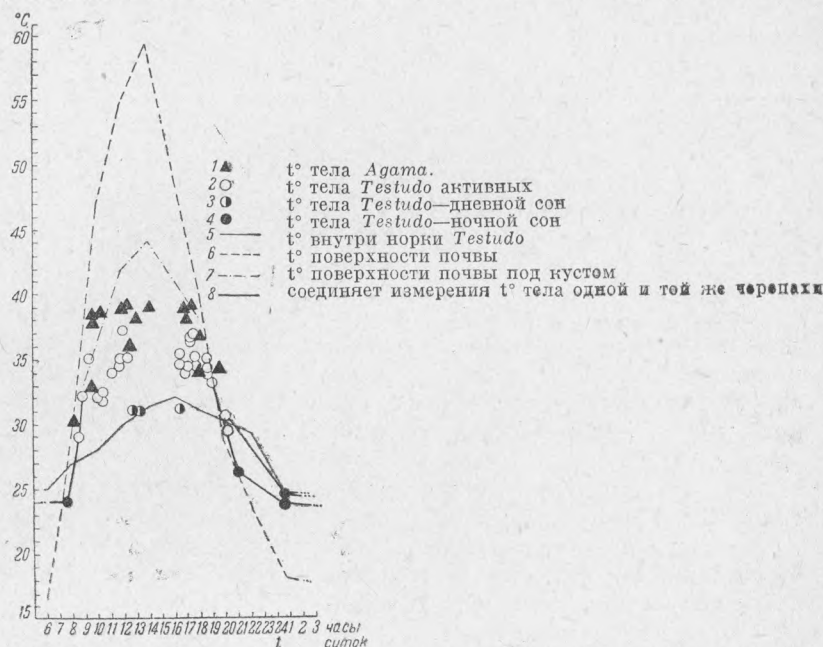 °C
60
55
50
45
40
35
30
25
20
15
1 t° тела Agama.
2 t° тела Testudo активных
3 t° тела Testudo—дневной сон
4 t° тела Testudo—ночной сон
5 t° внутри норки Testudo
6 t° поверхности почвы
7 t° поверхности почвы под кустом
8 соединяет измерения t° тела одной и той же черепахи
6 7 8 9 10 11 12 13 14 15 16 17 18 19 20 21 22 23 24 1 2 3 часы
t суток